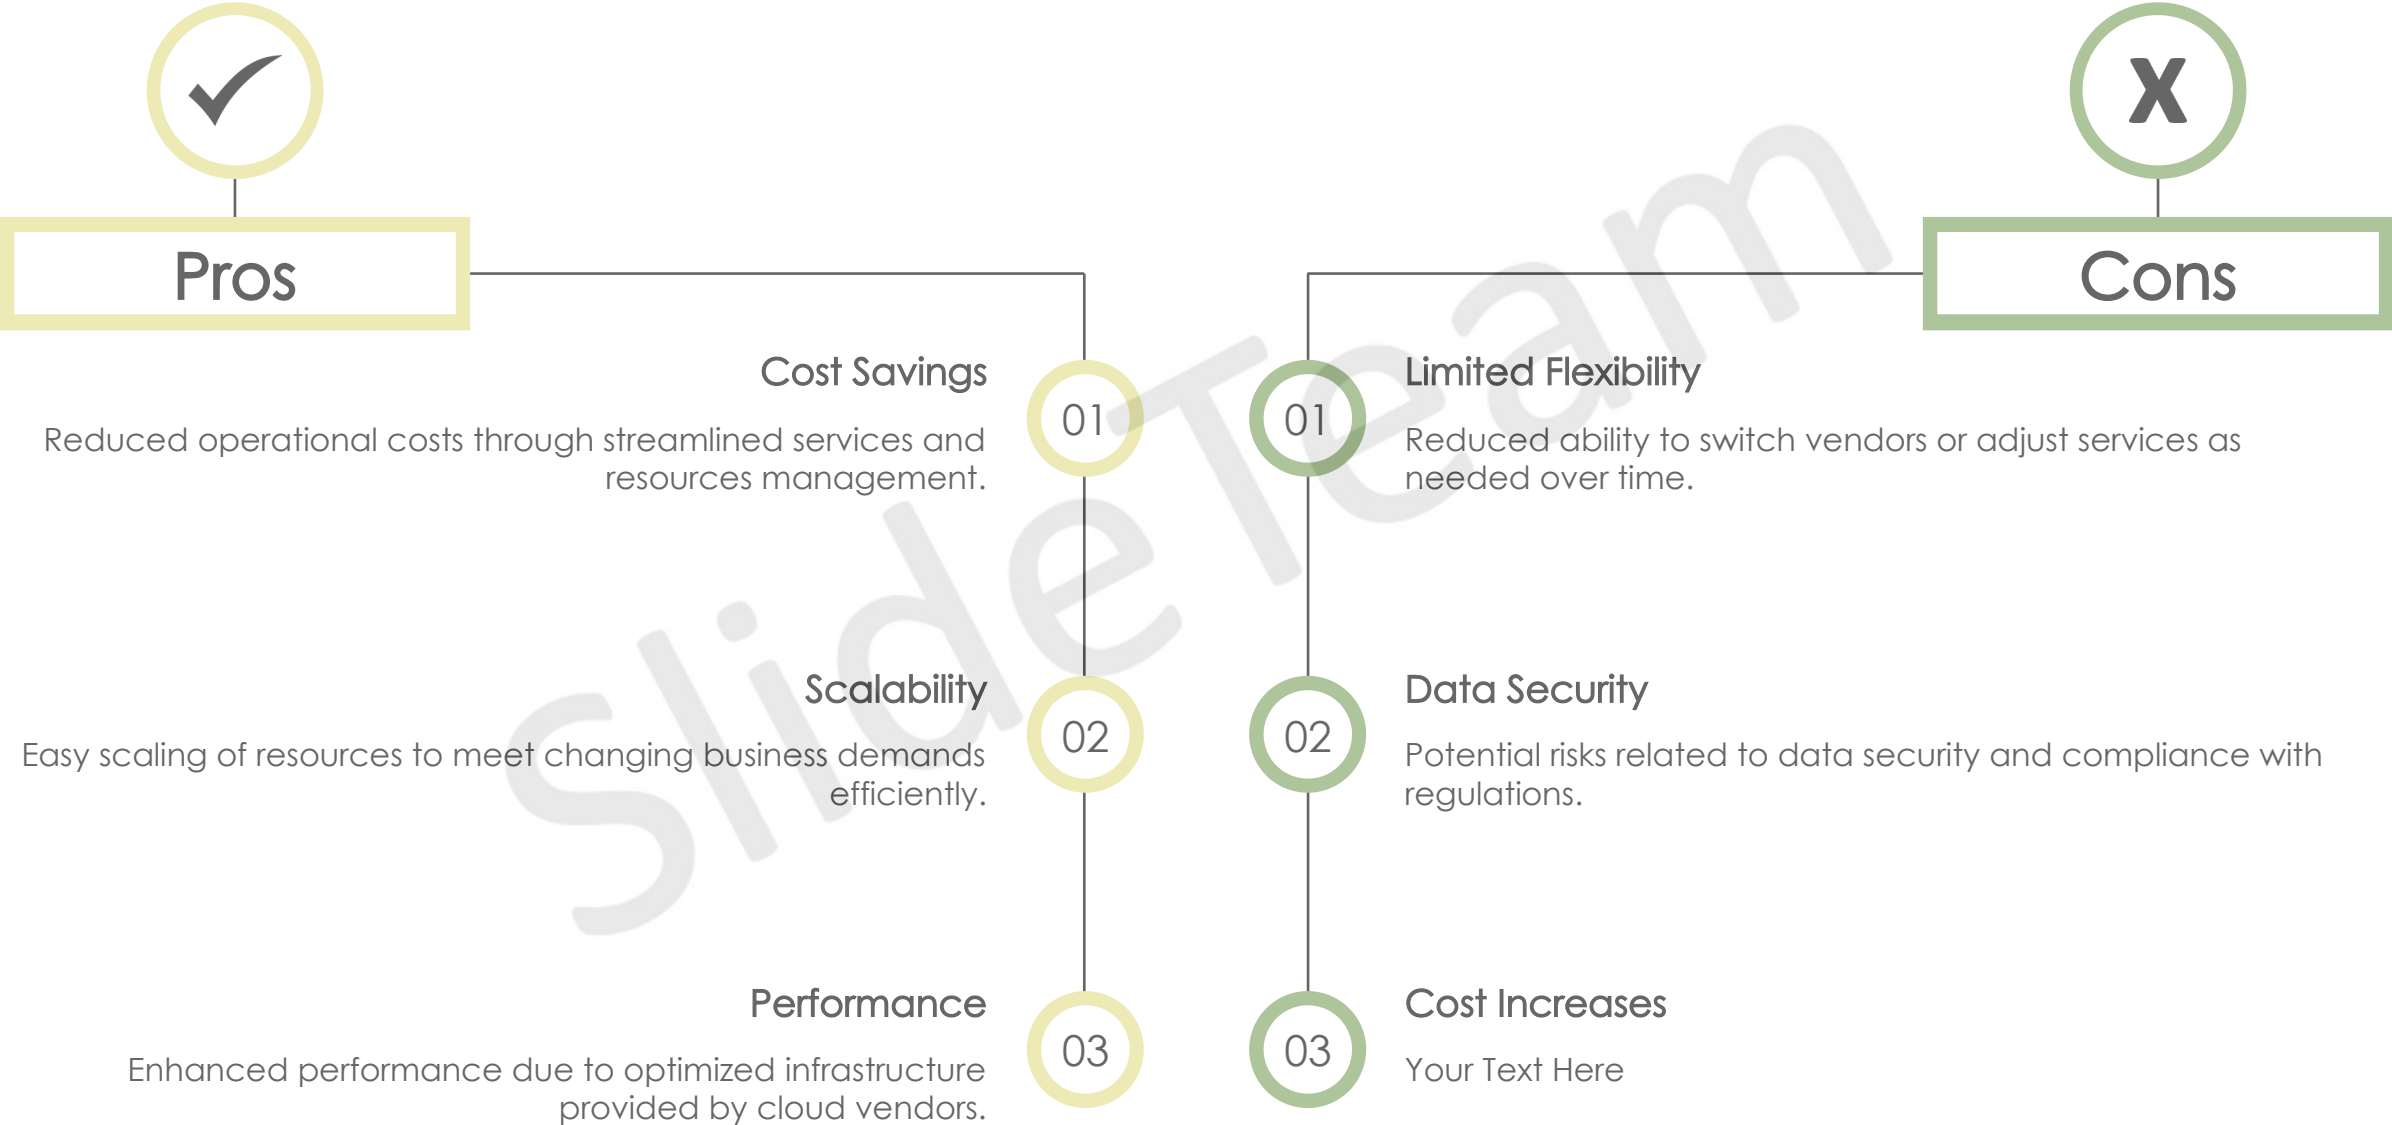 X
Pros
Cost Savings
01
Reduced operational costs through streamlined services and
resources management.
Scalability
02
Easy scaling of resources to meet changing business demands
efficiently.
Performance
03
Enhanced performance due to optimized infrastructure
provided by cloud vendors.
Cons
01
Limited Flexibility
Reduced ability to switch vendors or adjust services as
needed over time.
02
Data Security
Potential risks related to data security and compliance with
regulations.
03
Cost Increases
Your Text Here
SlideTeam